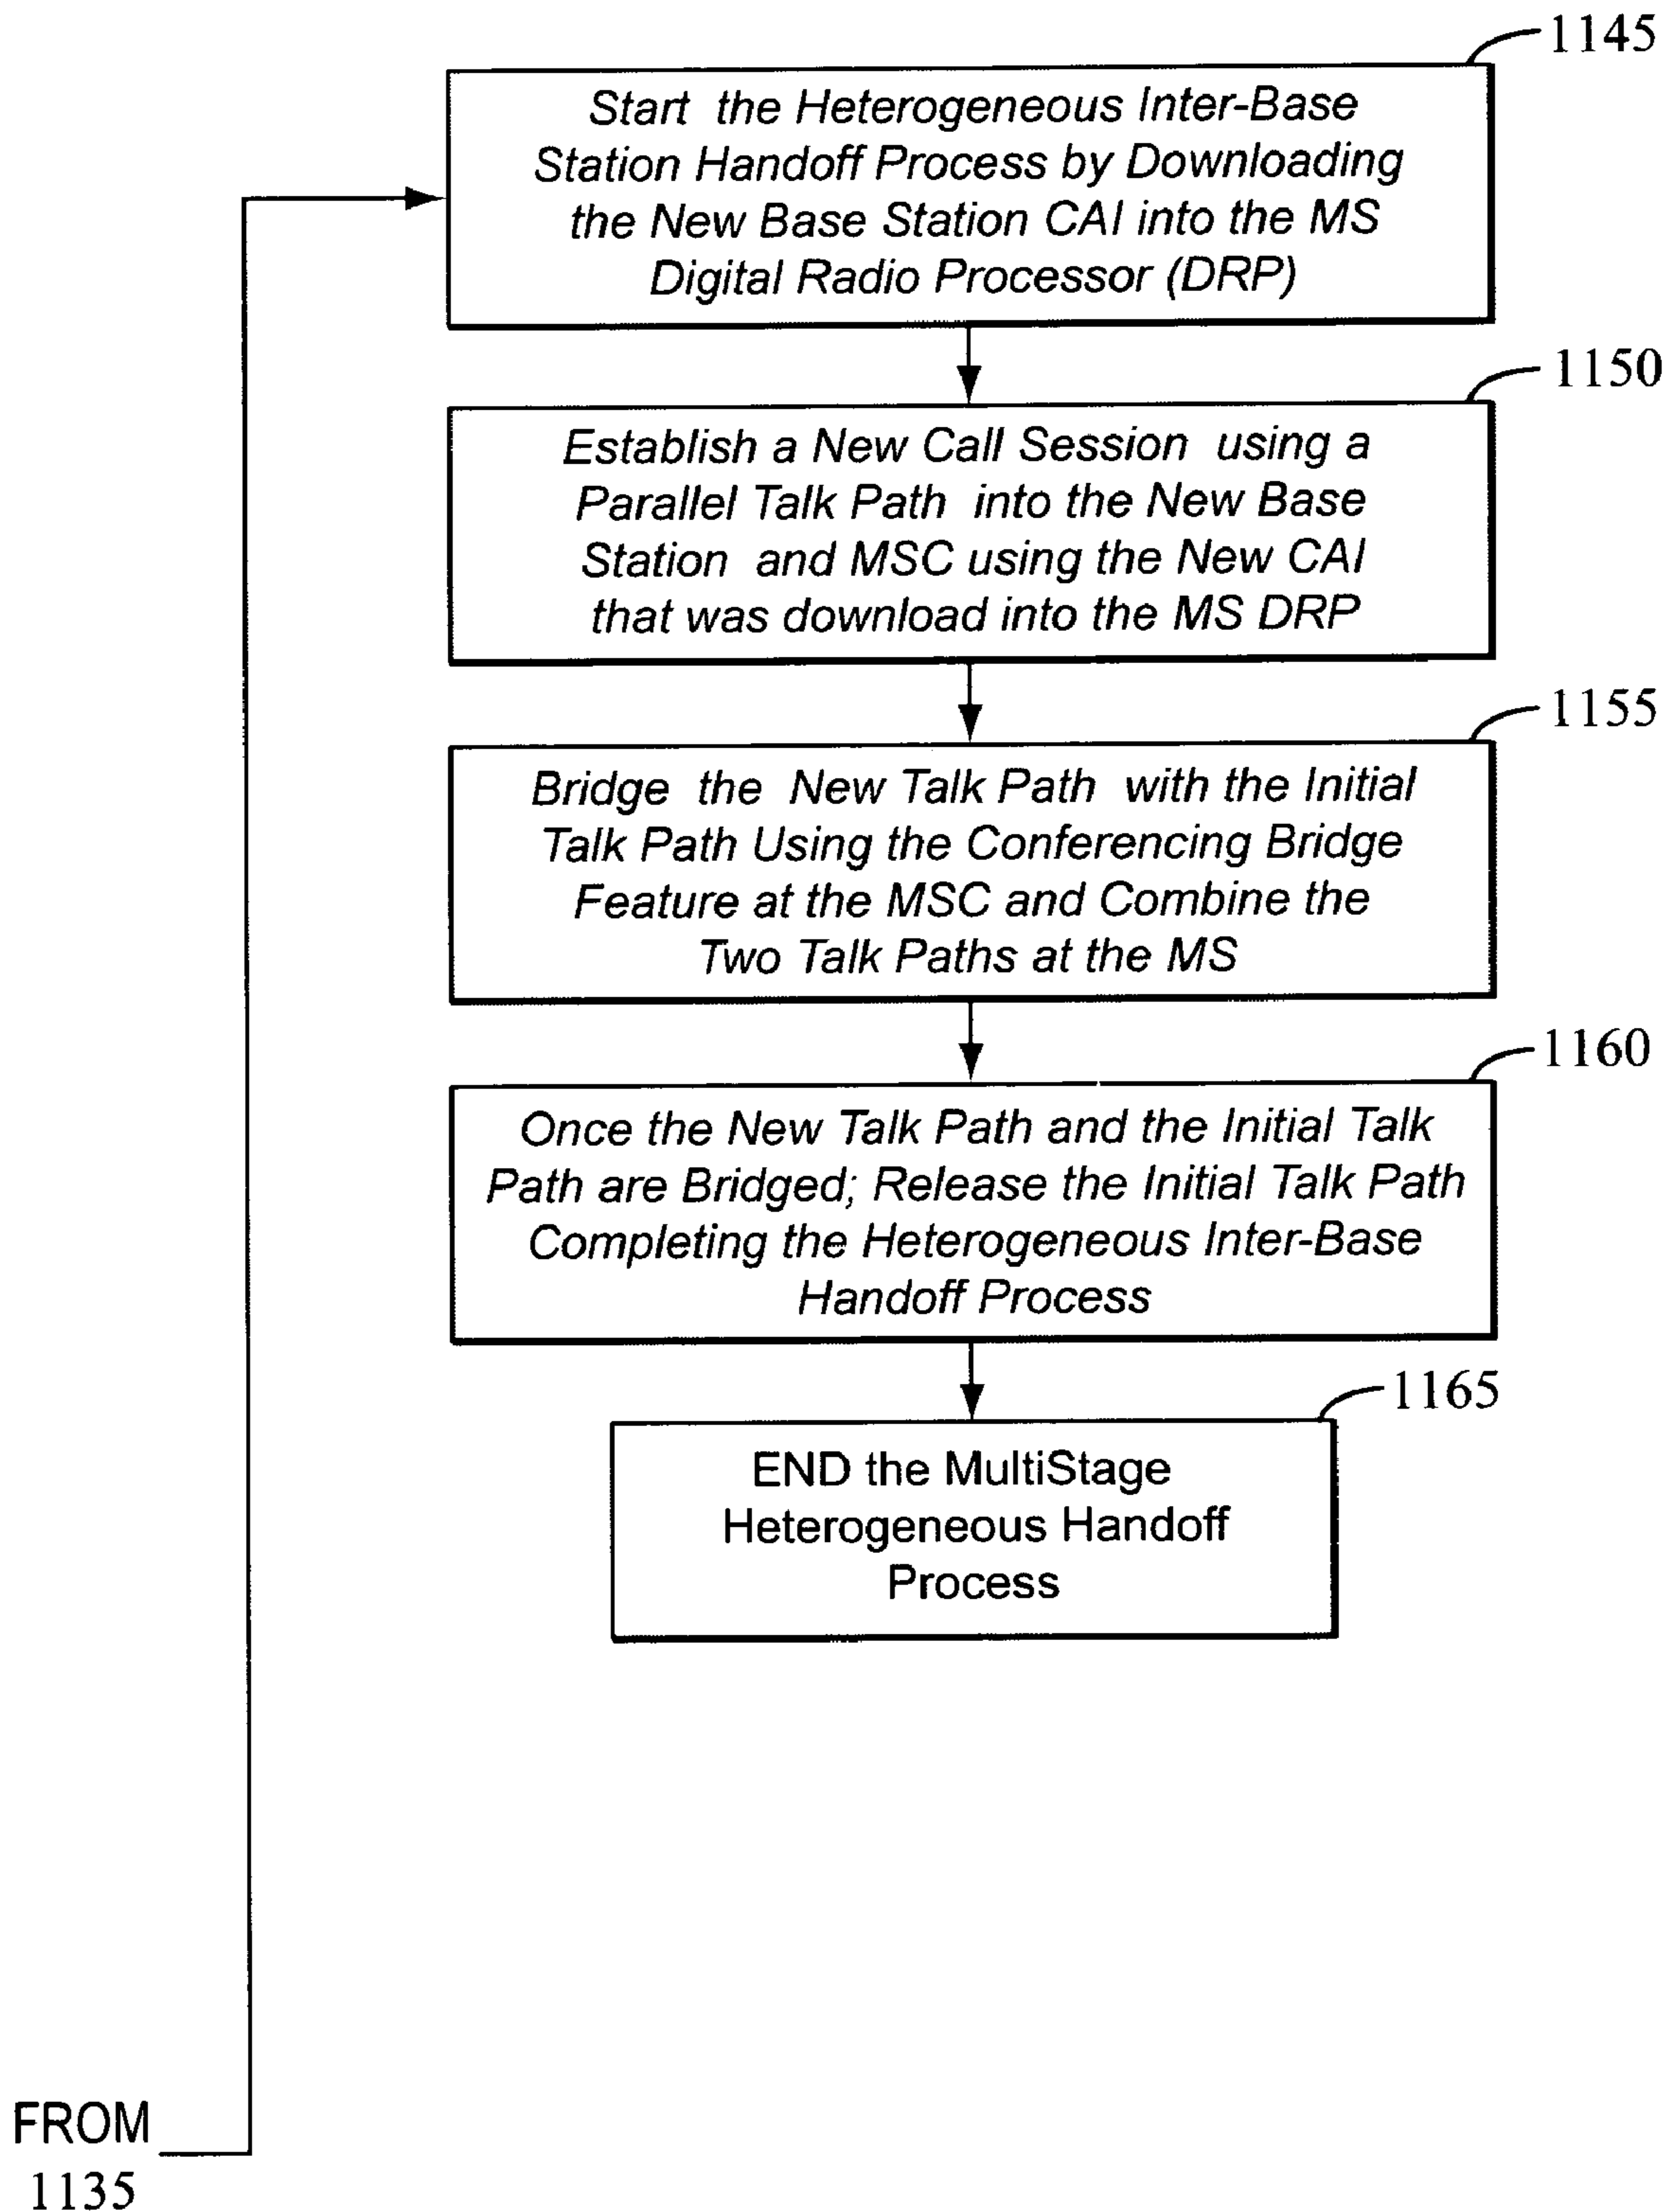 1145
Start the Heterogeneous Inter-Base
Station Handoff Process by Downloading
the New Base Station CAI into the MS
Digital Radio Processor (DRP)
1150
Establish a New Call Session using a
Parallel Talk Path into the New Base
Station and MSC using the New CAI
that was download into the MS DRP
1155
Bridge the New Talk Path with the Initial
Talk Path Using the Conferencing Bridge
Feature at the MSC and Combine the
Two Talk Paths at the MS
1160
Once the New Talk Path and the Initial Talk
Path are Bridged; Release the Initial Talk Path
Completing the Heterogeneous Inter-Base
Handoff Process
1165
END the MultiStage
Heterogeneous Handoff
Process
FROM
1135